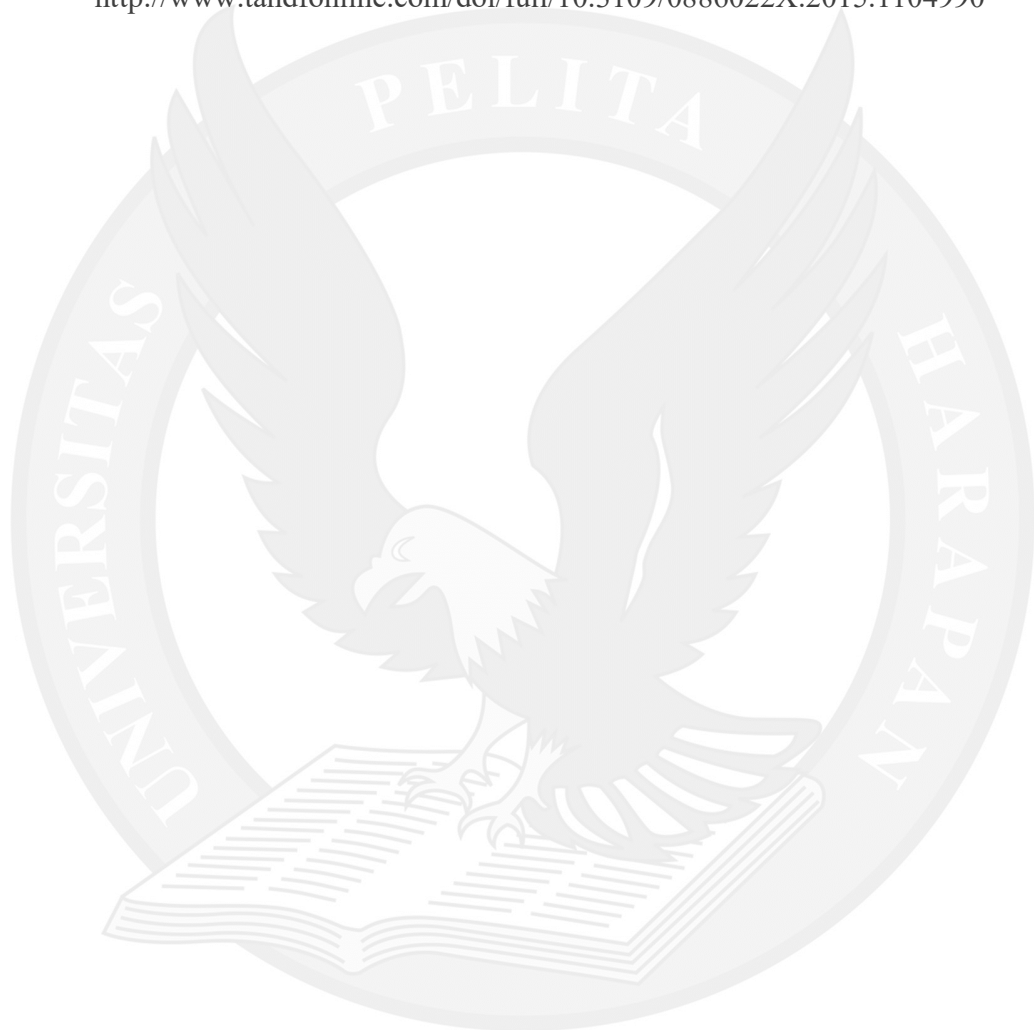 http://www.tandfonline.com/doi/full/10.3109/0886022X.2015.1104990
UNIVERSITAS PELITA HARAPAN